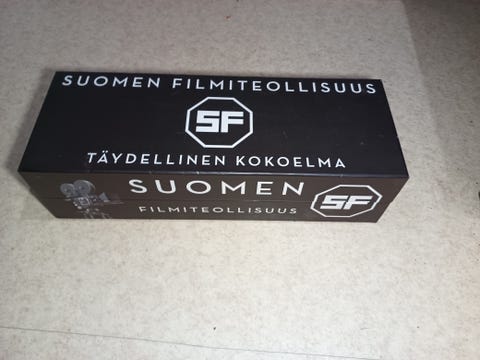 SUOMEN FILMITEOLLISUUS
SF
TÄYDELLINEN KOKOELMA
SUOMEN
FILMITEOLLISUUS
SF